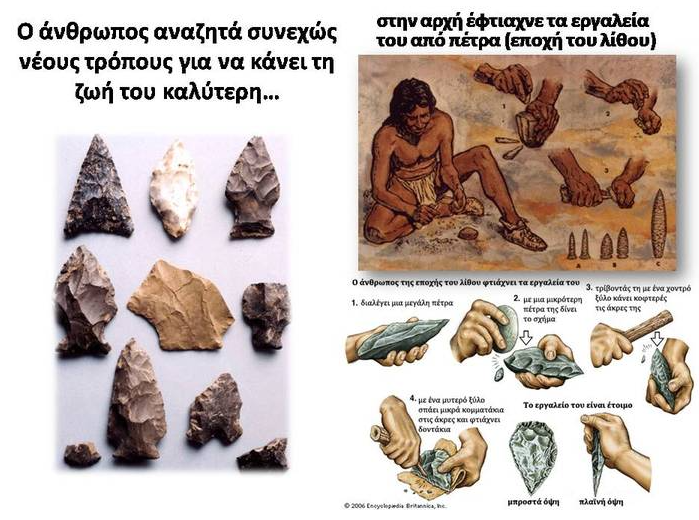 Ο άνθρωπος αναζητά συνεχώς
νέους τρόπους για να κάνει τη
ζωή του καλύτερη...
στην αρχή έφτιαχνε τα εργαλεία
του από πέτρα (εποχή του λίθου)
1
2
3
A
B
C
Ο άνθρωπος της εποχής του λίθου φτιάχνει τα εργαλεία του
1. διαλέγει μια μεγάλη πέτρα
2. με μια μικρότερη
πέτρα της δίνει
το σχήμα
3. τρίβοντάς τη με ένα χοντρό
ξύλο κάνει κοφτερές
τις άκρες της
4. με ένα μυτερό ξύλο
σπάει μικρά κομματάκια
στις άκρες και φτιάχνει
δοντάκια
Το εργαλείο του είναι έτοιμο
μπροστά όψη
πλαϊνή όψη
© 2006 Encyclopædia Britannica, Inc.